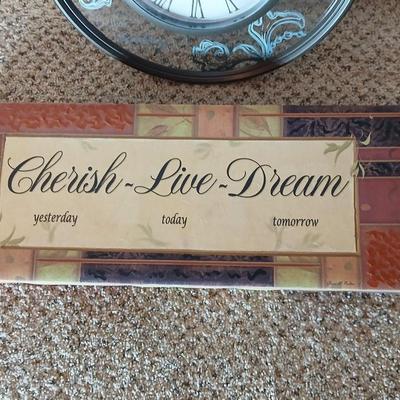 Cherish ~ Live ~ Dream
yesterday today tomorrow